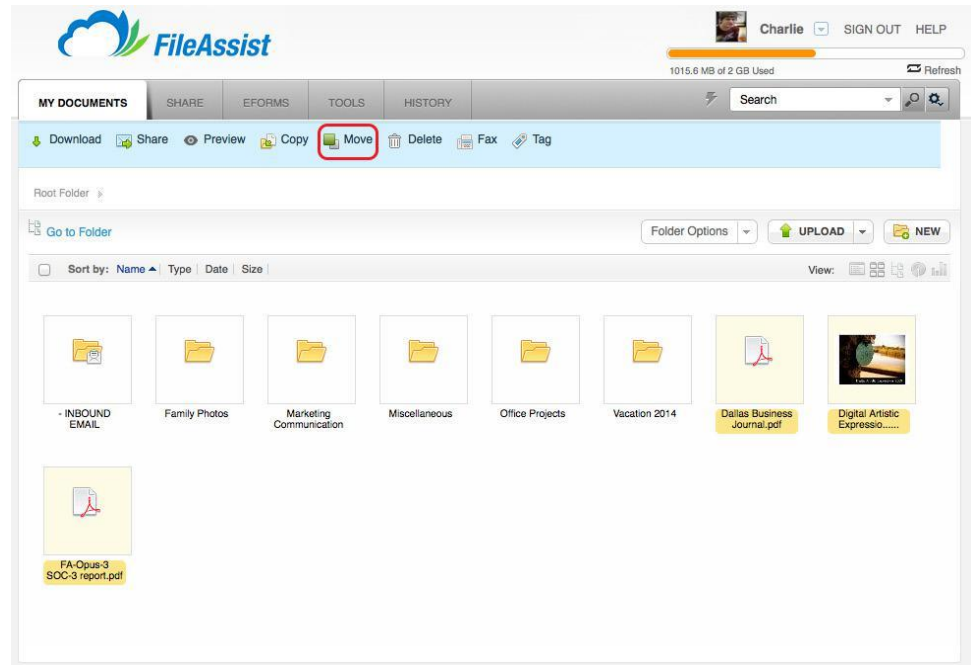 FileAssist
Charlie SIGN OUT HELP
1015.6 MB of 2 GB Used Refresh
MY DOCUMENTS SHARE EFORMS TOOLS HISTORY Search
Download Share Preview Copy Move Delete Fax Tag
Root Folder
Go to Folder Folder Options UPLOAD NEW
Sort by: Name Type Date Size View:
- INBOUND
EMAIL
Family Photos
Marketing
Communication
Miscellaneous
Office Projects
Vacation 2014
Dallas Business
Journal.pdf
Digital Artistic
Expressio......
FA-Opus-3
SOC-3 report.pdf